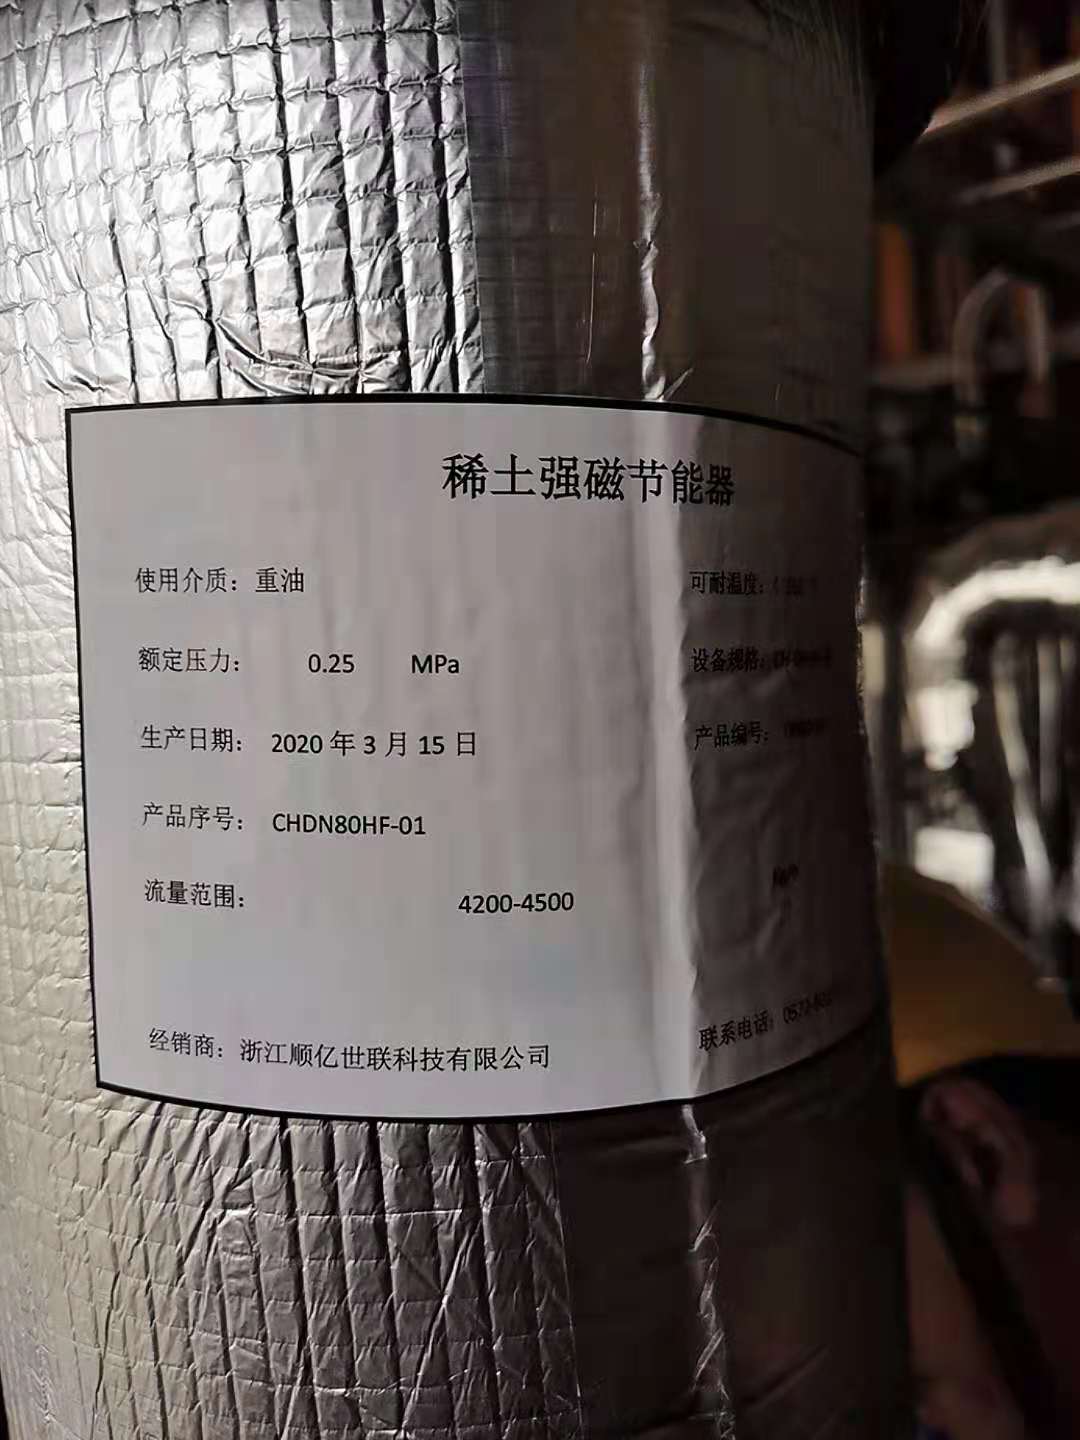 稀土强磁节能器
使用介质：重油 可耐温度：
额定压力： 0.25 MPa 设备规格：
生产日期： 2020 年 3 月 15 日 产品编号：
产品序号： CHDN80HF-01
流量范围： 4200-4500
经销商：浙江顺亿世联科技有限公司 联系电话：